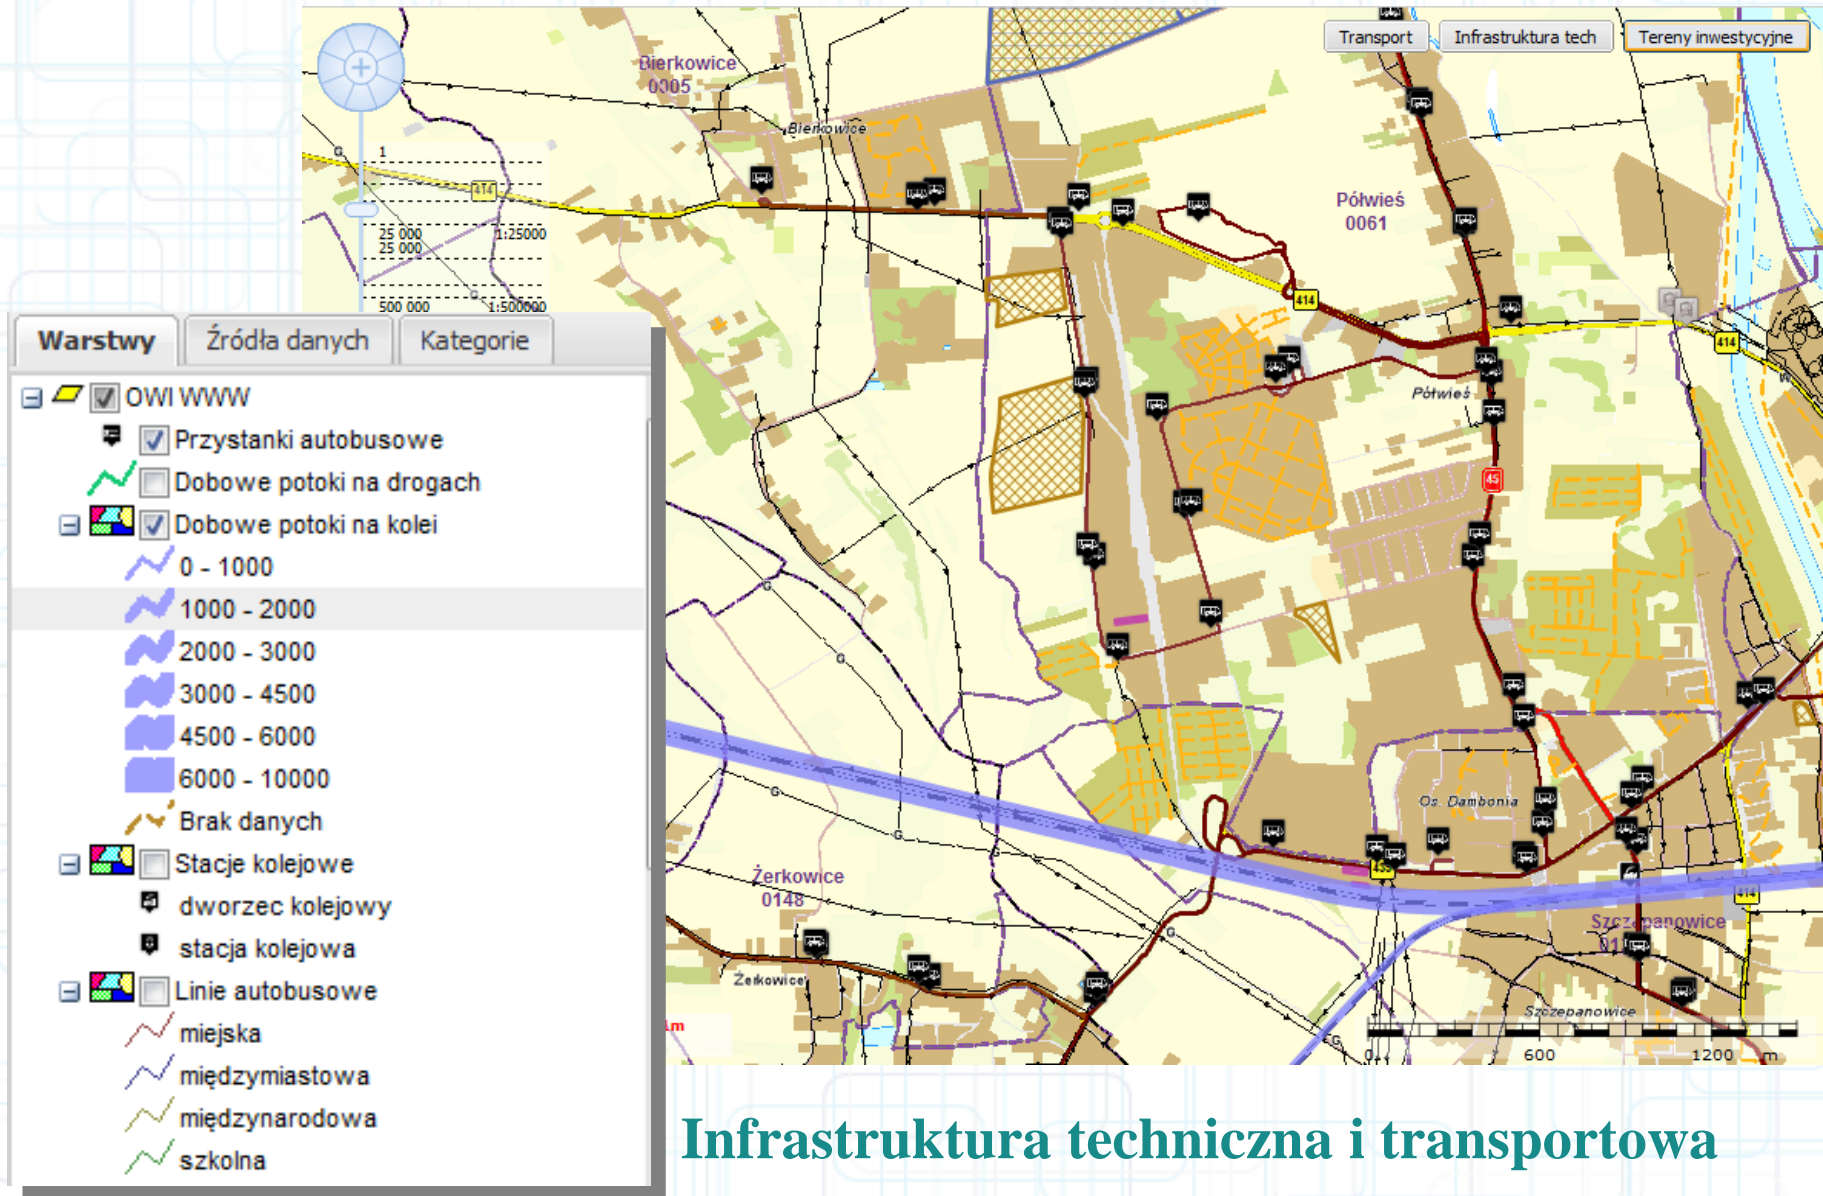 Transport
Infrastruktura tech
Tereny inwestycyjne
Bierkowice
0005
Bierkowice
G
1
414
25 000
1:25000
25 000
G
500 000
1:500000
Półwieś
0061
414
414
W
Półwieś
45
G
G
G
G
Os. Dambonia
Żerkowice
0148
G
414
Szczepanowice
Żerkowice
Szczepanowice
G
0
600
1200
m
Warstwy
Źródła danych
Kategorie
OWI WWW
Przystanki autobusowe
Dobowe potoki na drogach
Dobowe potoki na kolei
0 - 1000
1000 - 2000
2000 - 3000
3000 - 4500
4500 - 6000
6000 - 10000
Brak danych
Stacje kolejowe
dworzec kolejowy
stacja kolejowa
Linie autobusowe
miejska
międzymiastowa
międzynarodowa
szkolna
Infrastruktura techniczna i transportowa